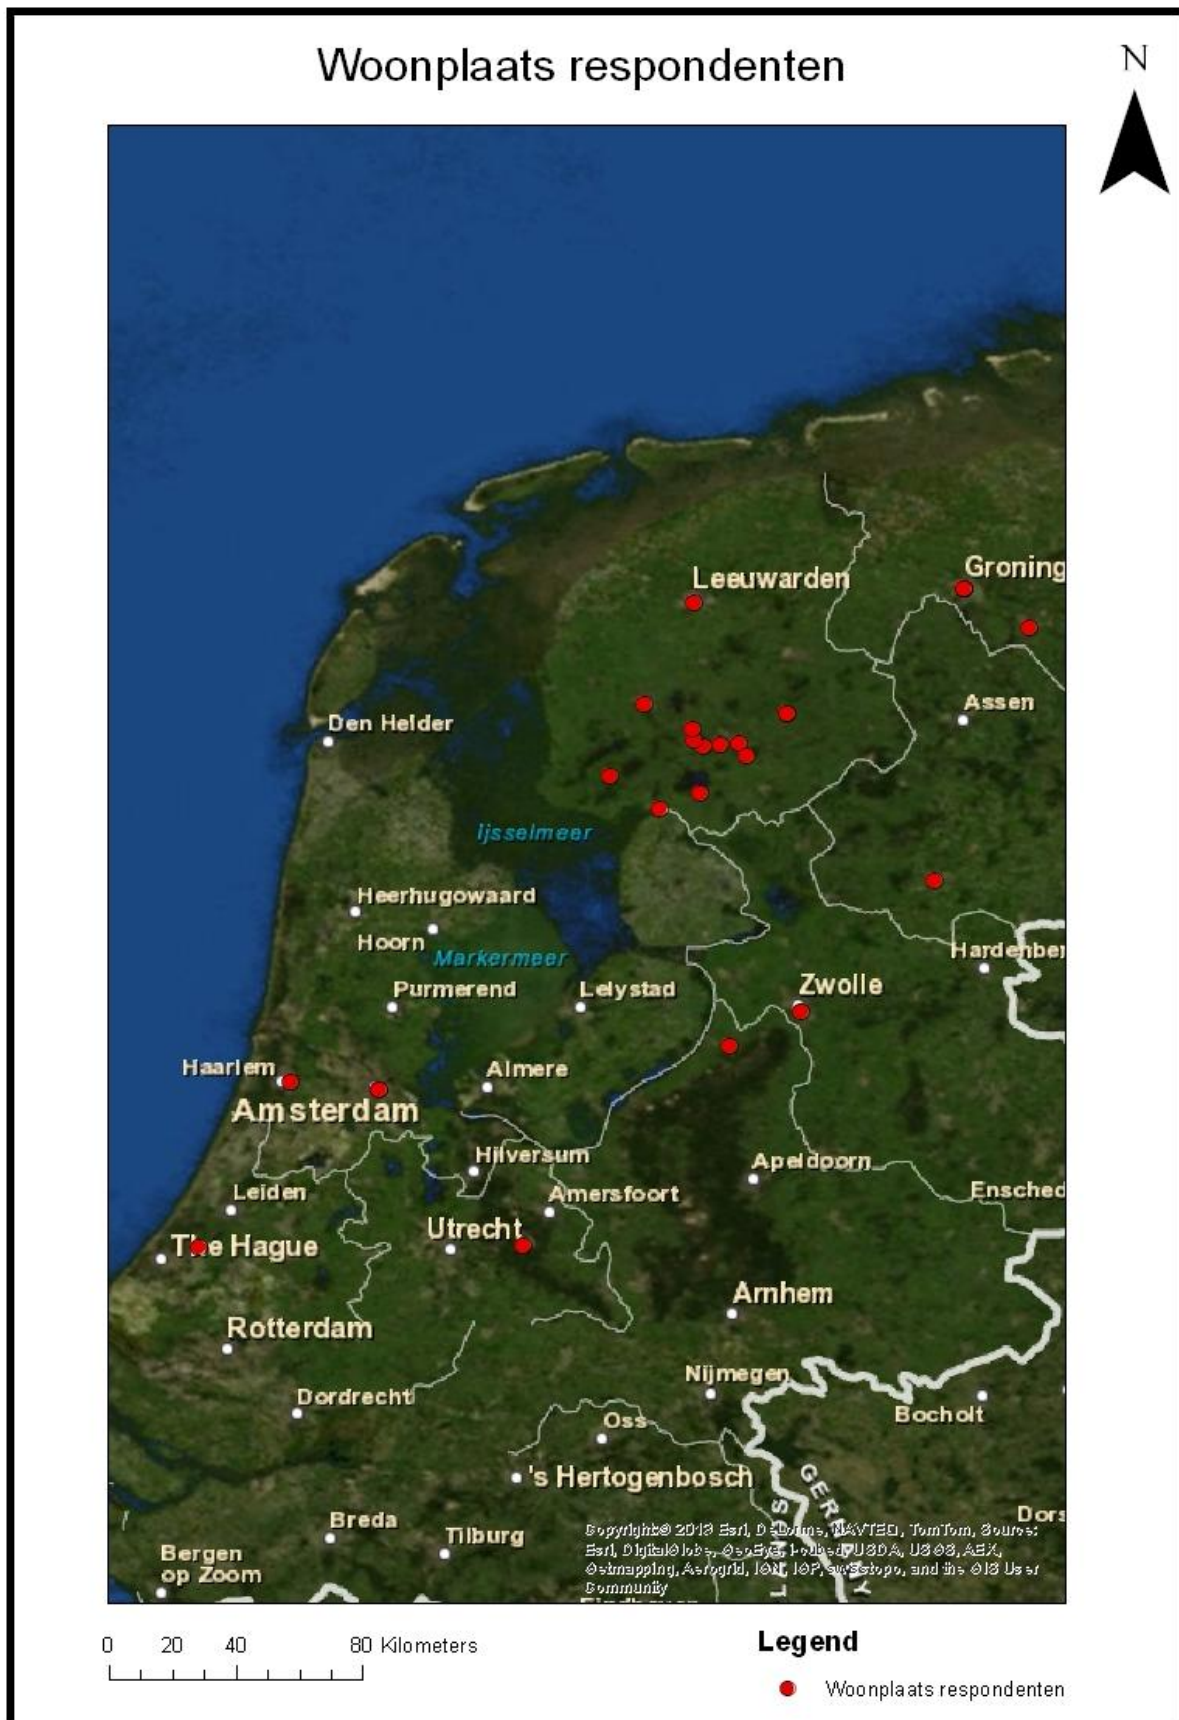 Woonplaats respondenten
N
Leeuwarden
Groning
Assen
Den Helder
Ijsselmeer
Heerhugowaard
Hoorn
Markermeer
Hardenber
Purmerend
Lelystad
Zwolle
Haarlem
Almere
Amsterdam
Hilversum
Apeldoorn
Leiden
Amersfoort
Ensched
Utrecht
The Hague
Arnhem
Rotterdam
Nijmegen
Dordrecht
Bocholt
Oss
's Hertogenbosch
GERMANY
LANDS
Dors
Breda
Tilburg
Bergen
op Zoom
Copyright:© 2013 Esri, DeLorme, NAVTEQ, TomTom, Source:
Esri, DigitalGlobe, GeoEye, i-cubed, USDA, USGS, AEX,
Getmapping, Aerogrid, IGN, IGP, swisstopo, and the GIS User
Community
0 20 40 80 Kilometers
Legend
Woonplaats respondenten